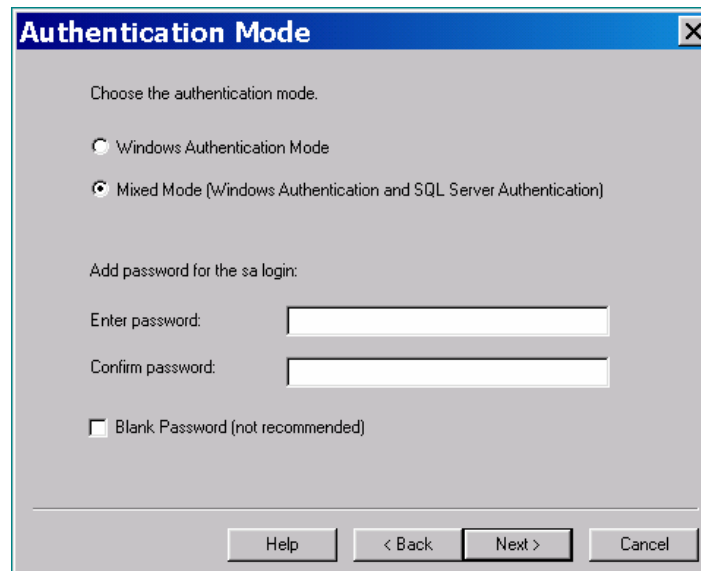 Authentication Mode
Choose the authentication mode.
Windows Authentication Mode
Mixed Mode (Windows Authentication and SQL Server Authentication)
Add password for the sa login:
Enter password:
Confirm password:
Blank Password (not recommended)
Help < Back Next > Cancel